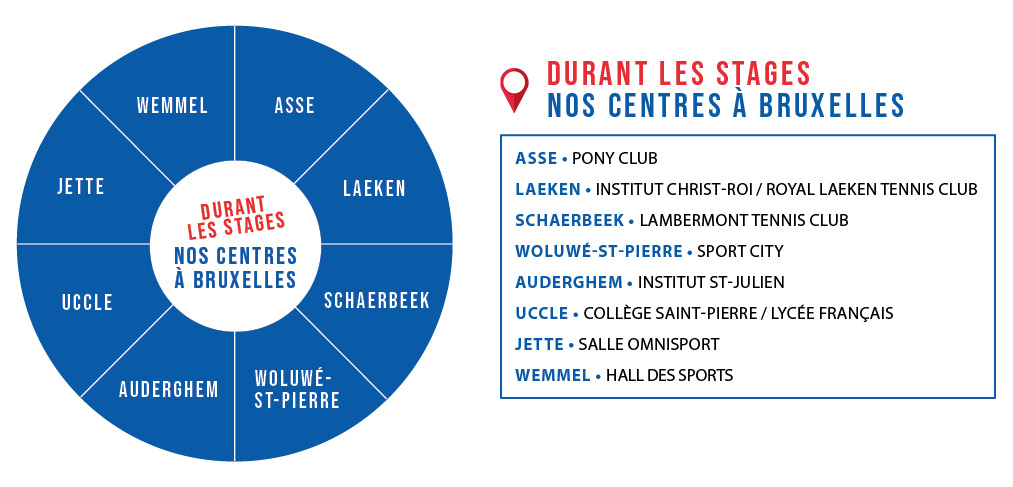 WEMMEL
ASSE
JETTE
LAEKEN
DURANT
LES STAGES
NOS CENTRES
À BRUXELLES
UCCLE
SCHAERBEEK
AUDERGHEM
WOLUWÉ-
ST-PIERRE
DURANT LES STAGES
NOS CENTRES À BRUXELLES
ASSE • PONY CLUB
LAEKEN • INSTITUT CHRIST-ROI / ROYAL LAEKEN TENNIS CLUB
SCHAERBEEK • LAMBERMONT TENNIS CLUB
WOLUWÉ-ST-PIERRE • SPORT CITY
AUDERGHEM • INSTITUT ST-JULIEN
UCCLE • COLLÈGE SAINT-PIERRE / LYCÉE FRANÇAIS
JETTE • SALLE OMNISPORT
WEMMEL • HALL DES SPORTS